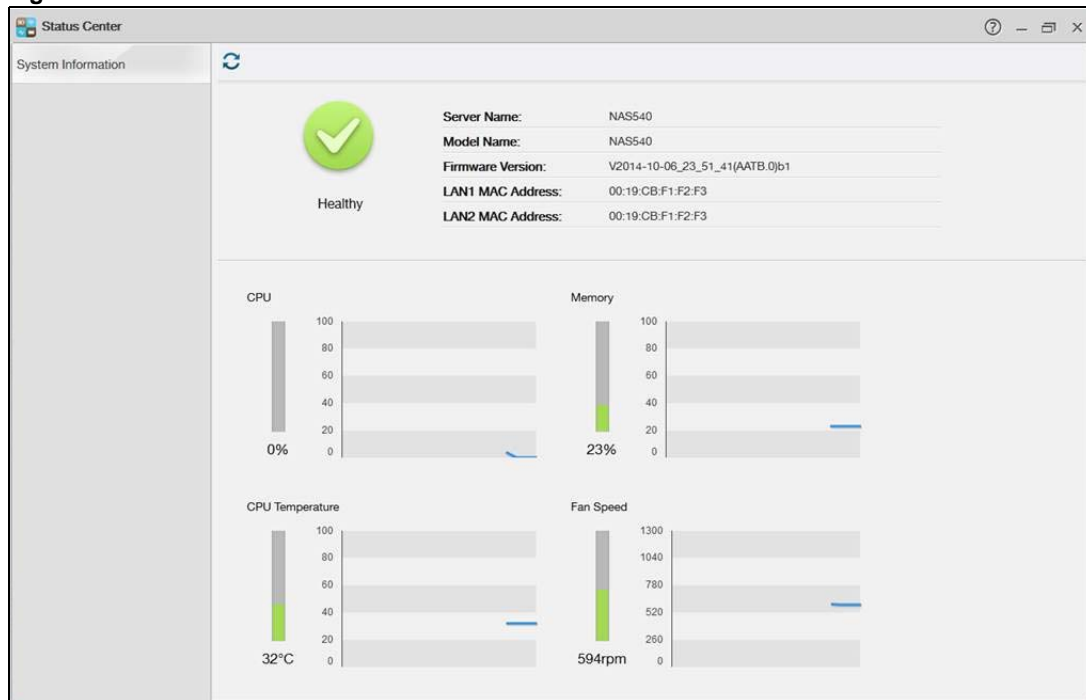 Status Center
System Information
Healthy
Server Name: NAS540
Model Name: NAS540
Firmware Version: V2014-10-06_23_51_41(AATB.0)b1
LAN1 MAC Address: 00:19:CB:F1:F2:F3
LAN2 MAC Address: 00:19:CB:F1:F2:F3
CPU
100
80
60
40
20
0
0%
Memory
100
80
60
40
20
0
23%
CPU Temperature
100
80
60
40
20
0
32°C
Fan Speed
1300
1040
780
520
260
0
594rpm